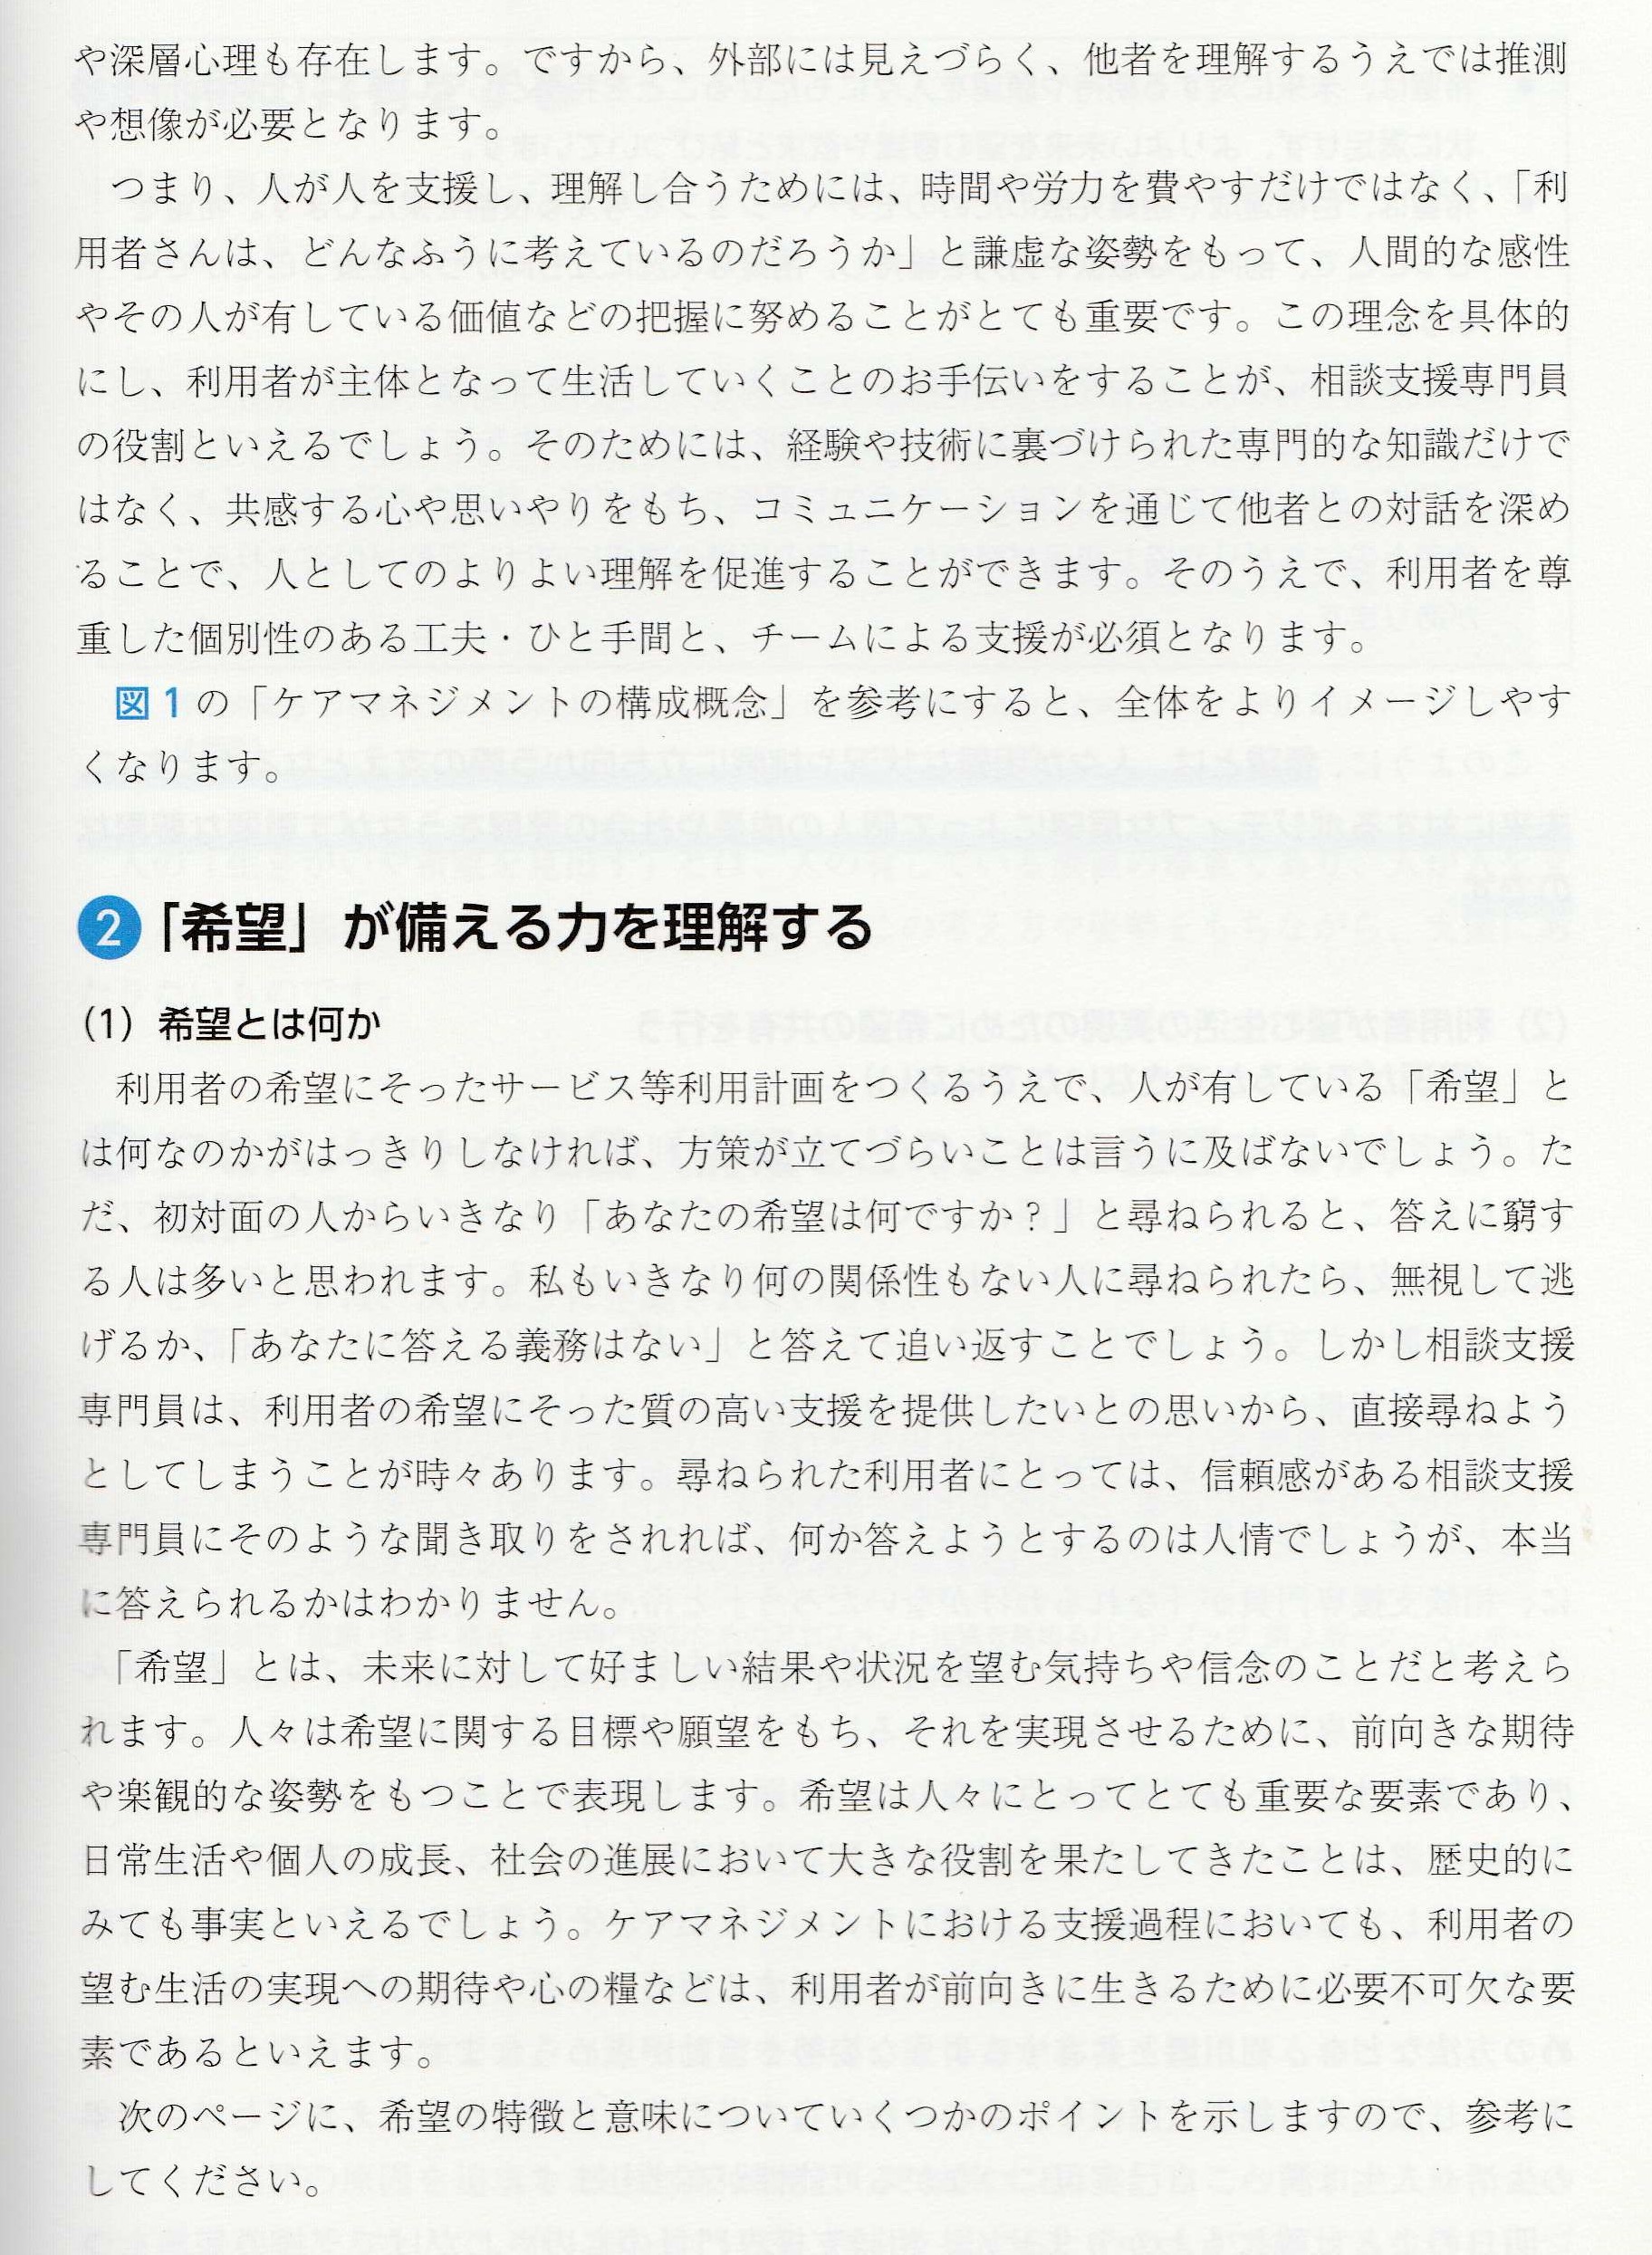 や深層心理も存在します。ですから、外部には見えづらく、他者を理解するうえでは推測
や想像が必要となります。
つまり、人が人を支援し、理解し合うためには、時間や労力を費やすだけではなく、「利
用者さんは、どんなふうに考えているのだろうか」と謙虚な姿勢をもって、人間的な感性
やその人が有している価値などの把握に努めることがとても重要です。この理念を具体的
にし、利用者が主体となって生活していくことのお手伝いをすることが、相談支援専門員
の役割といえるでしょう。そのためには、経験や技術に裏づけられた専門的な知識だけで
はなく、共感する心や思いやりをもち、コミュニケーションを通じて他者との対話を深め
ることで、人としてのよりよい理解を促進することができます。そのうえで、利用者を尊
重した個別性のある工夫・ひと手間と、チームによる支援が必須となります。
図1の「ケアマネジメントの構成概念」を参考にすると、全体をよりイメージしやす
くなります。
2 「希望」が備える力を理解する
（1）希望とは何か
利用者の希望にそったサービス等利用計画をつくるうえで、人が有している「希望」と
は何なのかがはっきりしなければ、方策が立てづらいことは言うに及ばないでしょう。た
だ、初対面の人からいきなり「あなたの希望は何ですか？」と尋ねられると、答えに窮す
る人は多いと思われます。私もいきなり何の関係性もない人に尋ねられたら、無視して逃
げるか、「あなたに答える義務はない」と答えて追い返すことでしょう。しかし相談支援
専門員は、利用者の希望にそった質の高い支援を提供したいとの思いから、直接尋ねよう
としてしまうことが時々あります。尋ねられた利用者にとっては、信頼感がある相談支援
専門員にそのような聞き取りをされれば、何か答えようとするのは人情でしょうが、本当
に答えられるかはわかりません。
「希望」とは、未来に対して好ましい結果や状況を望む気持ちや信念のことだと考えら
れます。人々は希望に関する目標や願望をもち、それを実現させるために、前向きな期待
や楽観的な姿勢をもつことで表現します。希望は人々にとってとても重要な要素であり、
日常生活や個人の成長、社会の進展において大きな役割を果たしてきたことは、歴史的に
みても事実といえるでしょう。ケアマネジメントにおける支援過程においても、利用者の
望む生活の実現への期待や心の糧などは、利用者が前向きに生きるために必要不可欠な要
素であるといえます。
次のページに、希望の特徴と意味についていくつかのポイントを示しますので、参考に
してください。